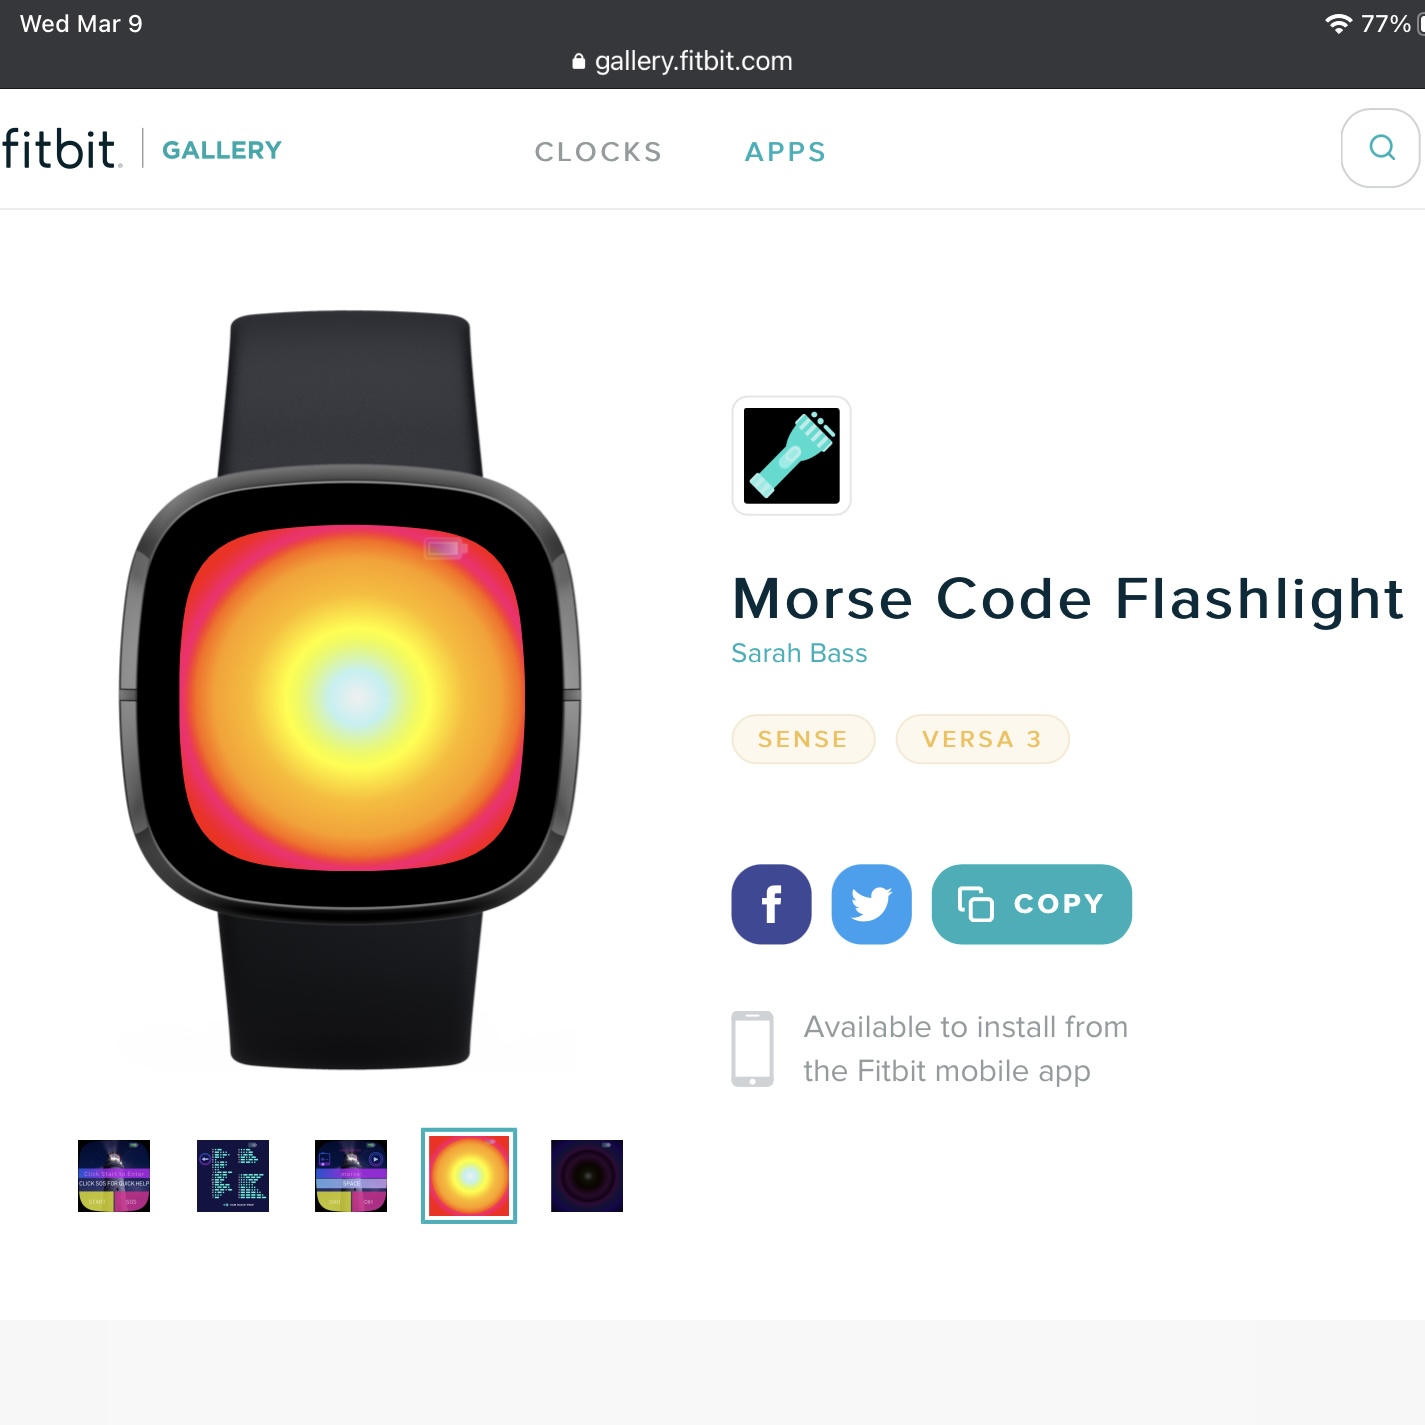 Wed Mar 9
77%
gallery.fitbit.com
fitbit
GALLERY
CLOCKS
APPS
Morse Code Flashlight
Sarah Bass
SENSE
VERSA 3
COPY
Available to install from
the Fitbit mobile app
Click Start to Enter
CLICK SOS FOR QUICK HELP
START
SOS
SPACE